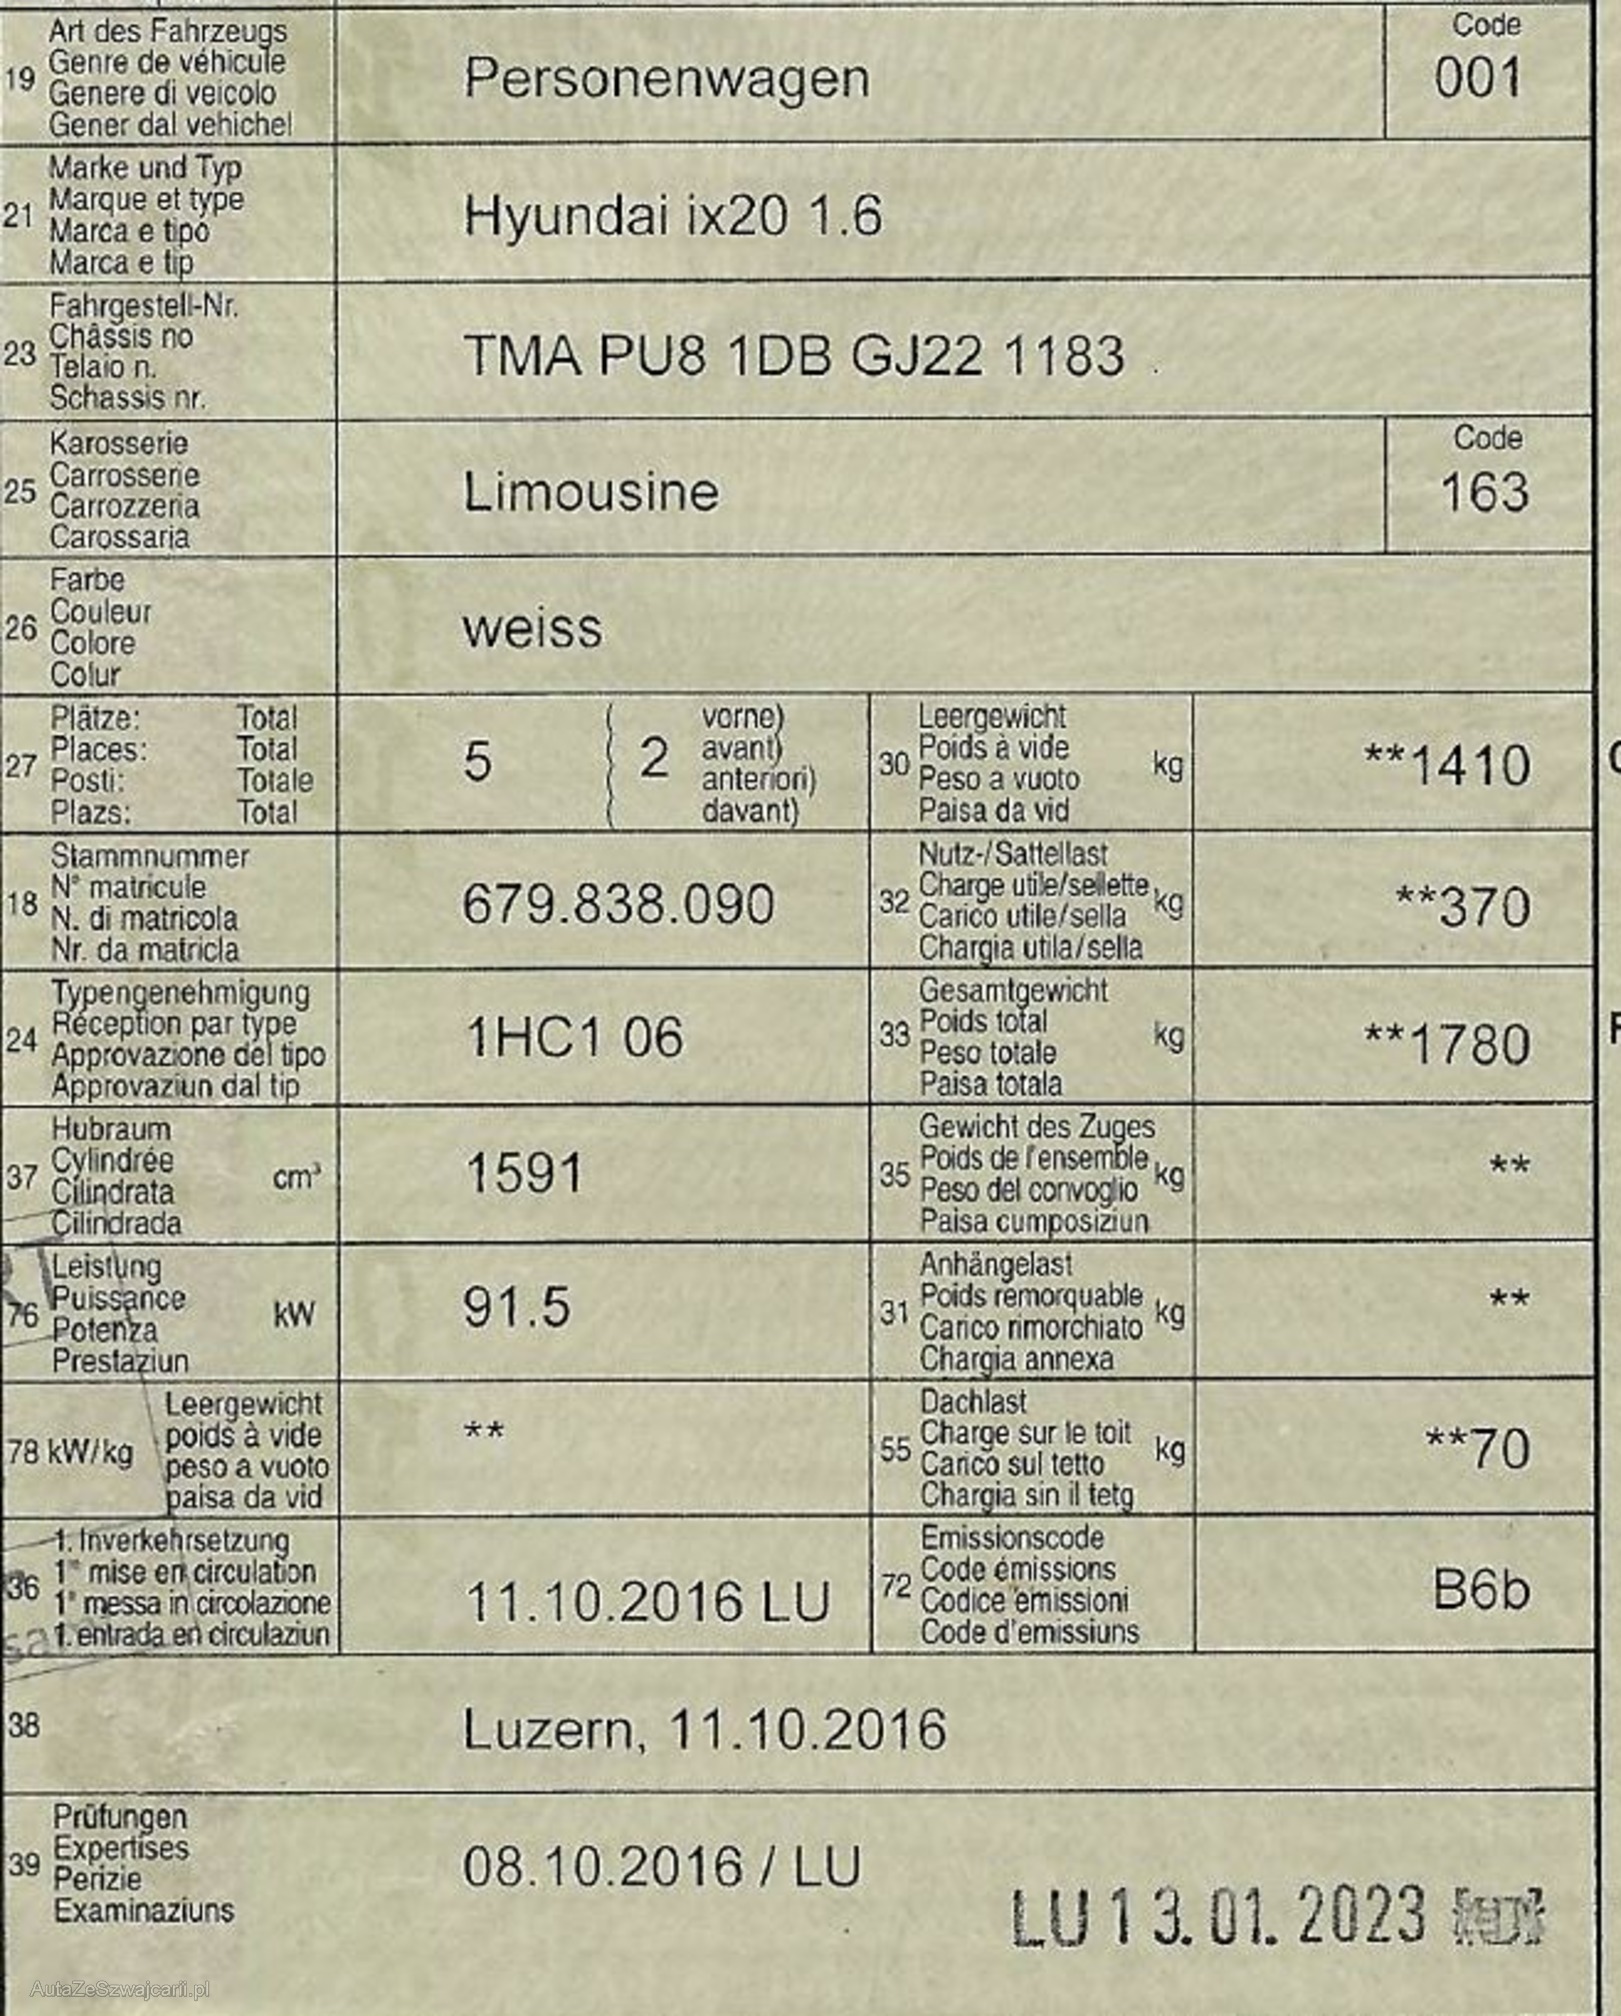 Art des Fahrzeugs
Genre de véhicule
Genere di veicolo
Gener dal vehichel
19
Personenwagen
Code
001
Marke und Typ
Marque et type
Marca e tipo
Marca e tip
21
Hyundai ix20 1.6
Fahrgestell-Nr.
Châssis no
Telaio n.
Schassis nr.
23
TMA PU8 1DB GJ22 1183
Karosserie
Carrosserie
Carrozzeria
Carossaria
25
Limousine
Code
163
Farbe
Couleur
Colore
Colur
26
weiss
Plätze: Total
Places: Total
Posti: Totale
Plazs: Total
27
5 ( 2
vorne)
avant)
anteriori)
davant)
Leergewicht
Poids à vide
Peso a vuoto
Paisa da vid
30
kg
**1410
Stammnummer
N° matricule
N. di matricola
Nr. da matricla
18
679.838.090
Nutz-/Sattellast
Charge utile/sellette
Carico utile/sella
Chargia utila/sella
32
kg
**370
Typengenehmigung
Réception par type
Approvazione del tipo
Approvaziun dal tip
24
1HC1 06
Gesamtgewicht
Poids total
Peso totale
Paisa totala
33
kg
**1780
Hubraum
Cylindrée
Cilindrata
Cilindrada
37
cm³
1591
Gewicht des Zuges
Poids de l'ensemble
Peso del convoglio
Paisa cumposiziun
35
kg
**
Leistung
Puissance
Potenza
Prestaziun
76
kW
91.5
Anhängelast
Poids remorquable
Carico rimorchiato
Chargia annexa
31
kg
**
78 kW/kg
Leergewicht
poids à vide
peso a vuoto
paisa da vid
**
Dachlast
Charge sur le toit
Carico sul tetto
Chargia sin il tetg
55
kg
**70
1. Inverkehrsetzung
1re mise en circulation
1a messa in circolazione
1. entrada en circulaziun
36
11.10.2016 LU
Emissionscode
Code émissions
Codice emissioni
Code d'emissiuns
72
B6b
38
Luzern, 11.10.2016
Prüfungen
Expertises
Perizie
Examinaziuns
39
08.10.2016 / LU
LU 13.01.2023
AutaZeSzwajcarii.pl